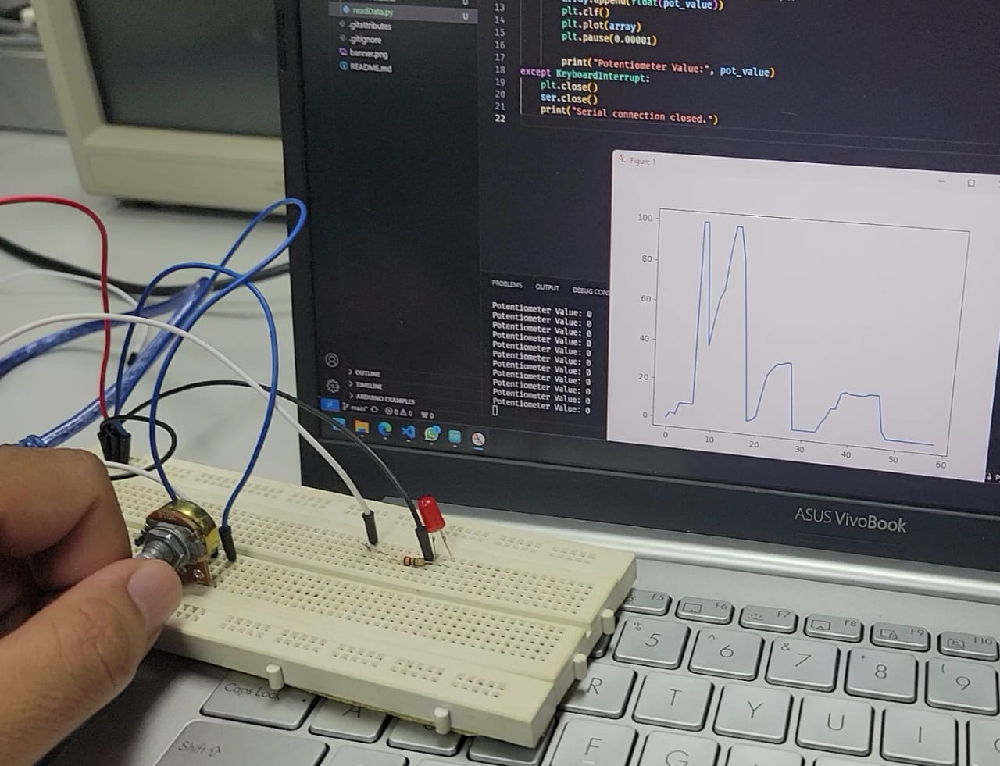 readData.py
U
.gitattributes
.gitignore
banner.png
README.md
13 array.append(float(pot_value))
14 plt.clf()
15 plt.plot(array)
16 plt.pause(0.00001)
17 print("Potentiometer Value:", pot_value)
18 except KeyboardInterrupt:
19 plt.close()
20 ser.close()
21 print("Serial connection closed.")
22
Figure 1
100
80
60
40
20
0
0 10 20 30 40 50 60
PROBLEMS OUTPUT DEBUG CONS
Potentiometer Value: 0
Potentiometer Value: 0
Potentiometer Value: 0
Potentiometer Value: 0
Potentiometer Value: 0
Potentiometer Value: 0
Potentiometer Value: 0
Potentiometer Value: 0
Potentiometer Value: 0
Potentiometer Value: 0
Potentiometer Value: 0
OUTLINE
TIMELINE
ARDUINO EXAMPLES
main* 0 0 0
ASUS VivoBook
F5 F6 F7 F8 F9 F10
% 5 ^ 6 & 7 * 8 ( 9
R T Y U I
Caps Lock A F G
Shift